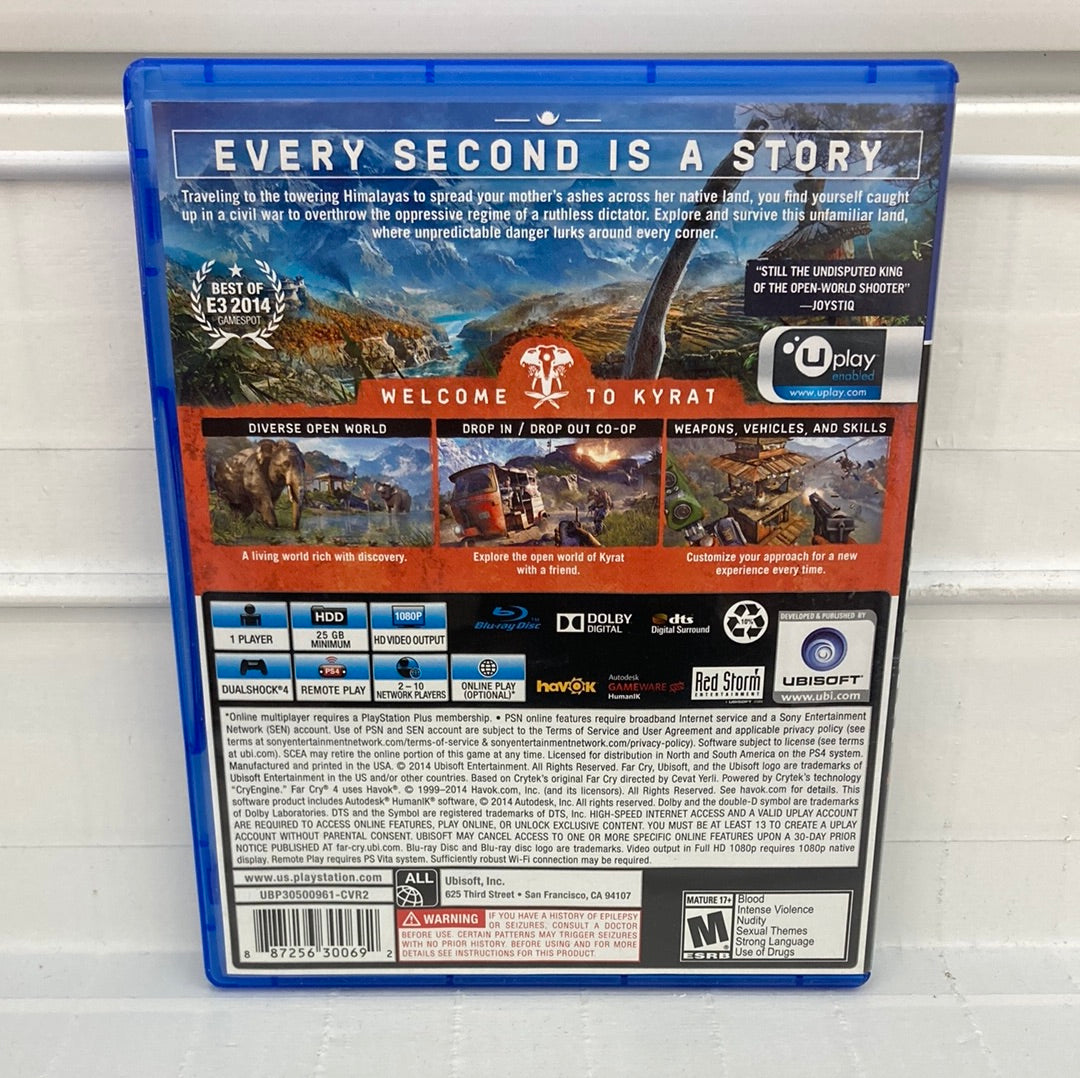 EVERY SECOND IS A STORY
Traveling to the towering Himalayas to spread your mother's ashes across her native land, you find yourself caught
up in a civil war to overthrow the oppressive regime of a ruthless dictator. Explore and survive this unfamiliar land,
where unpredictable danger lurks around every corner.
BEST OF
E3 2014
GAMESPOT
"STILL THE UNDISPUTED KING
OF THE OPEN-WORLD SHOOTER"
—JOYSTIQ
Uplay
enabled
www.uplay.com
WELCOME TO KYRAT
DIVERSE OPEN WORLD
A living world rich with discovery.
DROP IN / DROP OUT CO-OP
Explore the open world of Kyrat
with a friend.
WEAPONS, VEHICLES, AND SKILLS
Customize your approach for a new
experience every time.
1 PLAYER
HDD
25 GB
MINIMUM
1080P
HD VIDEO OUTPUT
Blu-ray Disc™
DOLBY
DIGITAL
dts
Digital Surround
10%
DEVELOPED & PUBLISHED BY
UBISOFT
www.ubi.com
DUALSHOCK®4
PS4
REMOTE PLAY
2 – 10
NETWORK PLAYERS
ONLINE PLAY
(OPTIONAL)*
havok
Autodesk
GAMEWARE
HumanIK
Red Storm
ENTERTAINMENT
*Online multiplayer requires a PlayStation Plus membership. • PSN online features require broadband Internet service and a Sony Entertainment
Network (SEN) account. Use of PSN and SEN account are subject to the Terms of Service and User Agreement and applicable privacy policy (see
terms at sonyentertainmentnetwork.com/terms-of-service & sonyentertainmentnetwork.com/privacy-policy). Software subject to license (see terms
at ubi.com). SCEA may retire the online portion of this game at any time. Licensed for distribution in North and South America on the PS4 system.
Manufactured and printed in the USA. © 2014 Ubisoft Entertainment. All Rights Reserved. Far Cry, Ubisoft, and the Ubisoft logo are trademarks of
Ubisoft Entertainment in the US and/or other countries. Based on Crytek's original Far Cry directed by Cevat Yerli. Powered by Crytek's technology
"CryEngine." Far Cry® 4 uses Havok®. © 1999–2014 Havok.com, Inc. (and its licensors). All Rights Reserved. See havok.com for details. This
software product includes Autodesk® HumanIK® software, © 2014 Autodesk, Inc. All rights reserved. Dolby and the double-D symbol are trademarks
of Dolby Laboratories. DTS and the Symbol are registered trademarks of DTS, Inc. HIGH-SPEED INTERNET ACCESS AND A VALID UPLAY ACCOUNT
ARE REQUIRED TO ACCESS ONLINE FEATURES, PLAY ONLINE, OR UNLOCK EXCLUSIVE CONTENT. YOU MUST BE AT LEAST 13 TO CREATE A UPLAY
ACCOUNT WITHOUT PARENTAL CONSENT. UBISOFT MAY CANCEL ACCESS TO ONE OR MORE SPECIFIC ONLINE FEATURES UPON A 30-DAY PRIOR
NOTICE PUBLISHED AT far-cry.ubi.com. Blu-ray Disc and Blu-ray disc logo are trademarks. Video output in Full HD 1080p requires 1080p native
display. Remote Play requires PS Vita system. Sufficiently robust Wi-Fi connection may be required.
www.us.playstation.com
UBP30500961-CVR2
8 87256 30069 2
ALL
Ubisoft, Inc.
625 Third Street • San Francisco, CA 94107
WARNING IF YOU HAVE A HISTORY OF EPILEPSY
OR SEIZURES, CONSULT A DOCTOR
BEFORE USE. CERTAIN PATTERNS MAY TRIGGER SEIZURES
WITH NO PRIOR HISTORY. BEFORE USING AND FOR MORE
DETAILS SEE INSTRUCTIONS FOR THIS PRODUCT.
MATURE 17+
M
ESRB
Blood
Intense Violence
Nudity
Sexual Themes
Strong Language
Use of Drugs